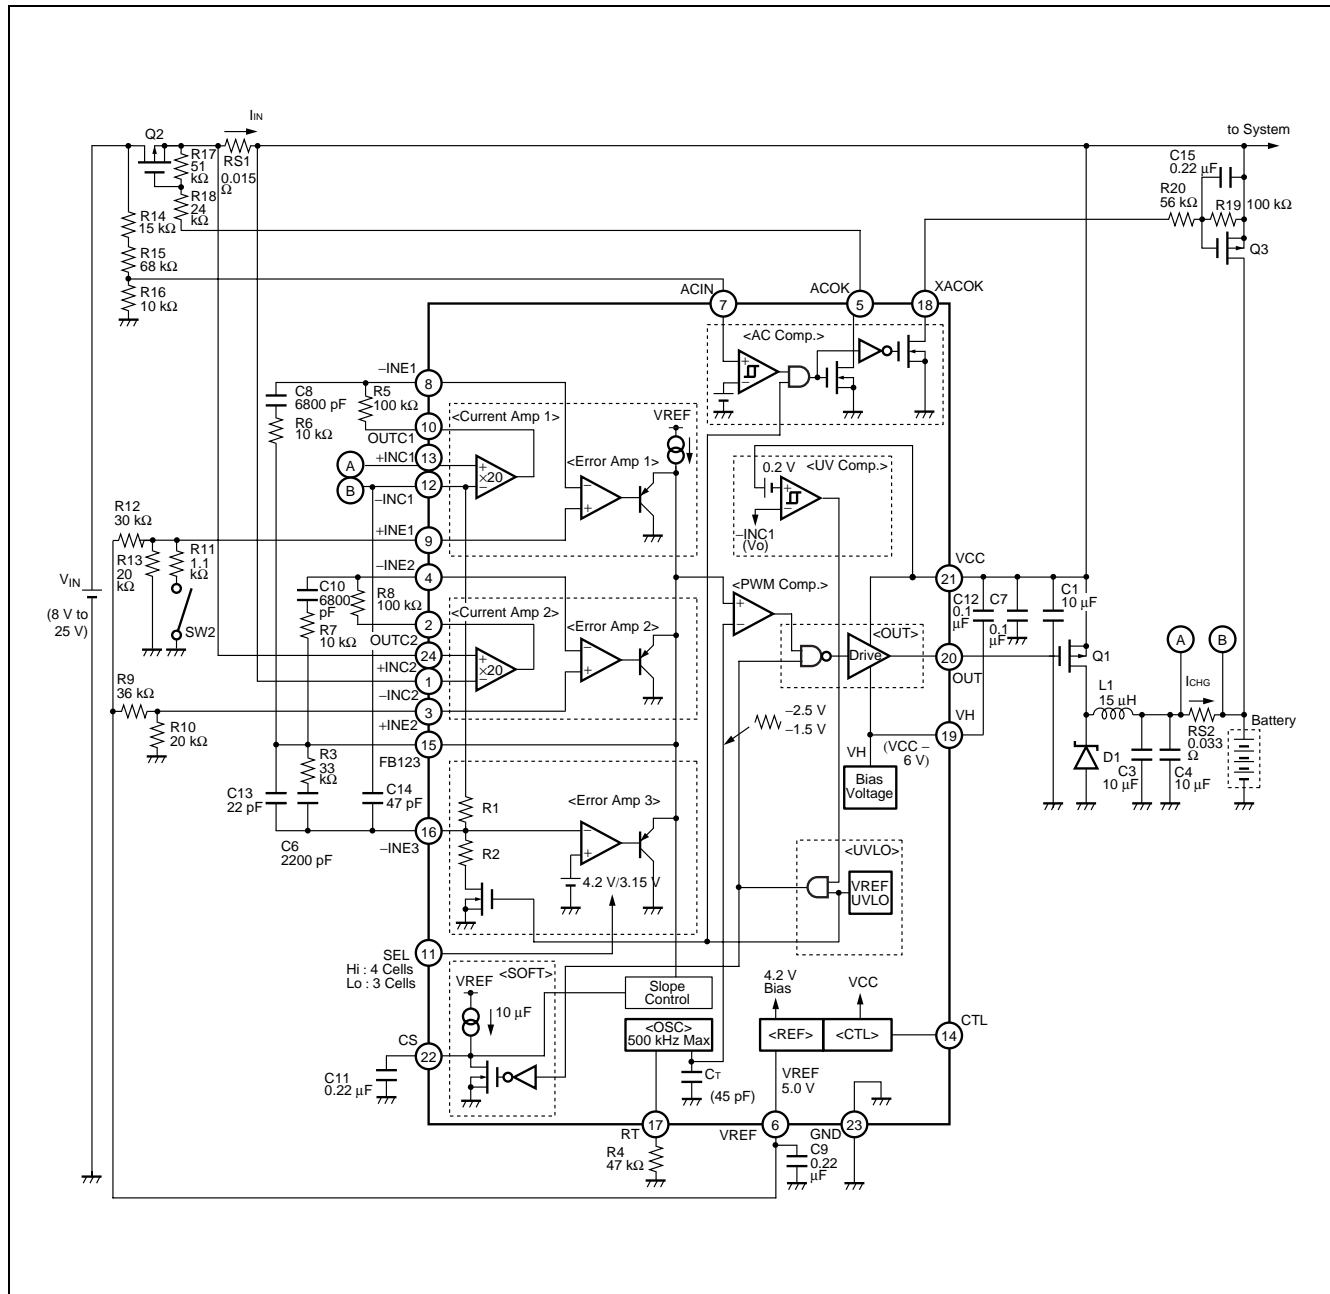 to System
IIN
Q2
R17
51
kΩ
RS1
0.015
Ω
R18
24
kΩ
R14
15 kΩ
R15
68 kΩ
R16
10 kΩ
C15
0.22 µF
R20
56 kΩ
R19
100 kΩ
Q3
ACIN
7
ACOK
5
XACOK
18
<AC Comp.>
+
−
−INE1
8
C8
6800 pF
R6
10 kΩ
R5
100 kΩ
10
OUTC1
<Current Amp 1>
VREF
A
+INC1
13
B
12
−INC1
+
×20
−
<Error Amp 1>
−
+
0.2 V
<UV Comp.>
+
−
−INC1
(Vo)
R12
30 kΩ
+INE1
9
R13
20
kΩ
R11
1.1
kΩ
SW2
VIN
(8 V to
25 V)
−INE2
4
C10
6800
pF
R7
10 kΩ
R8
100 kΩ
2
OUTC2
<Current Amp 2>
24
+INC2
1
−INC2
+
×20
−
<Error Amp 2>
−
+
<PWM Comp.>
+
−
<OUT>
Drive
VCC
21
C12
0.1
µF
C7
0.1
µF
C1
10 µF
20
OUT
Q1
A
B
L1
15 µH
ICHG
RS2
0.033
Ω
Battery
R9
36 kΩ
R10
20 kΩ
3
+INE2
15
FB123
−2.5 V
−1.5 V
VH
19
(VCC −
6 V)
VH
Bias
Voltage
D1
C3
10 µF
C4
10 µF
R3
33
kΩ
C13
22 pF
C14
47 pF
C6
2200 pF
16
−INE3
R1
R2
<Error Amp 3>
−
+
4.2 V/3.15 V
<UVLO>
VREF
UVLO
11
SEL
Hi : 4 Cells
Lo : 3 Cells
<SOFT>
VREF
10 µF
Slope
Control
<OSC>
500 kHz Max
4.2 V
Bias
VCC
<REF>
<CTL>
CTL
14
CS
22
C11
0.22 µF
CT
(45 pF)
VREF
5.0 V
RT
17
VREF
6
GND
23
R4
47 kΩ
C9
0.22
µF